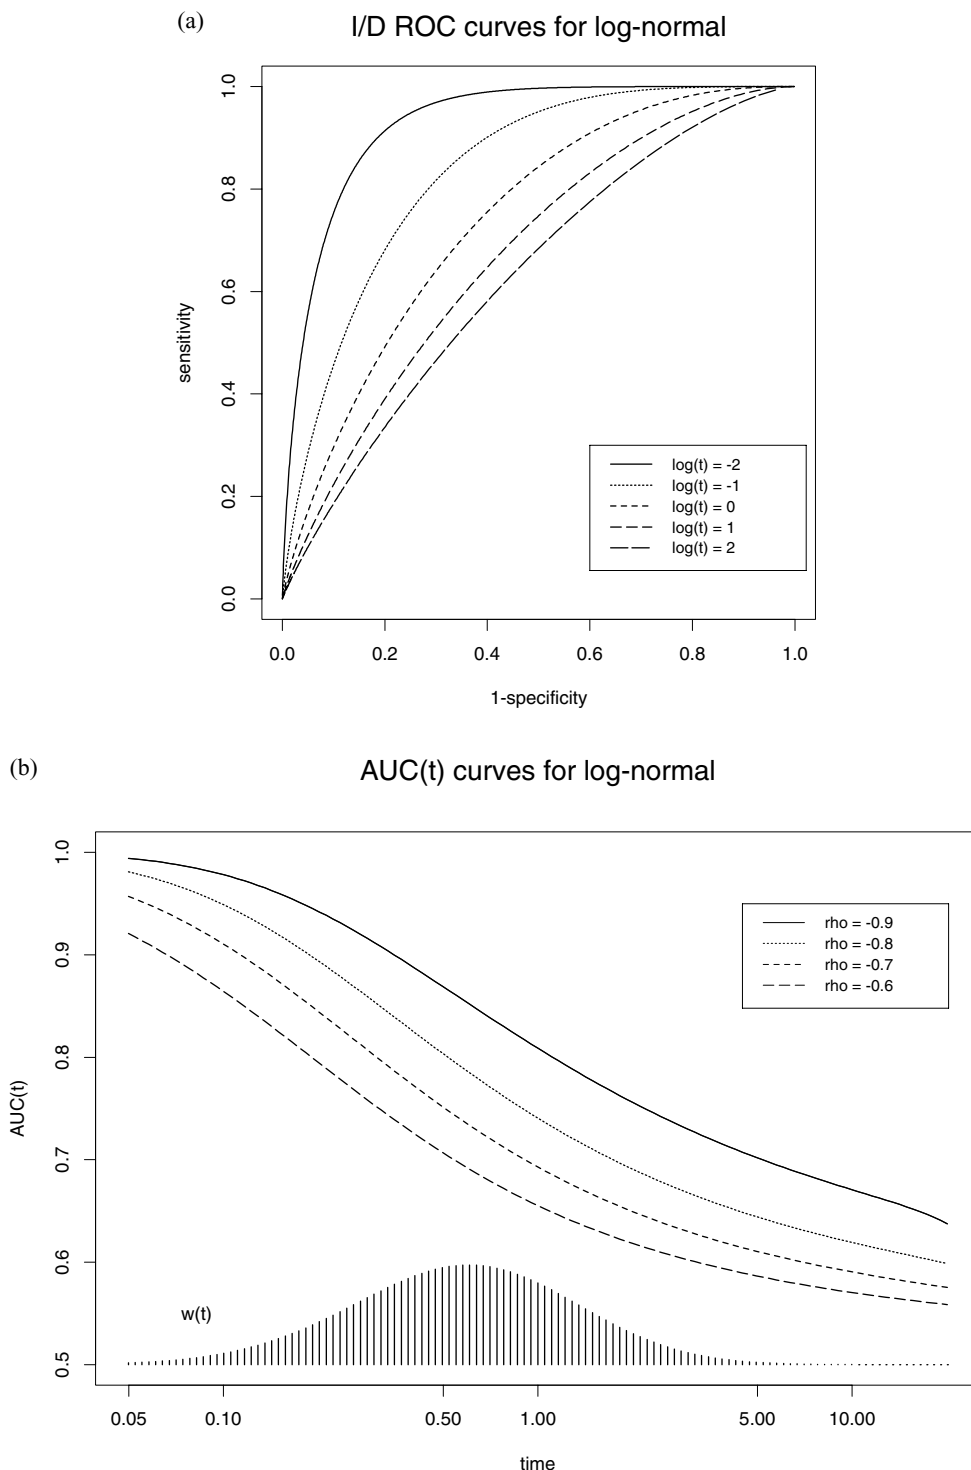 (a)
I/D ROC curves for log-normal
1.0
0.8
0.6
0.4
0.2
0.0
sensitivity
log(t) = -2
log(t) = -1
log(t) = 0
log(t) = 1
log(t) = 2
0.0 0.2 0.4 0.6 0.8 1.0
1-specificity
(b)
AUC(t) curves for log-normal
1.0
0.9
0.8
0.7
0.6
0.5
AUC(t)
rho = -0.9
rho = -0.8
rho = -0.7
rho = -0.6
w(t)
0.05 0.10 0.50 1.00 5.00 10.00
time